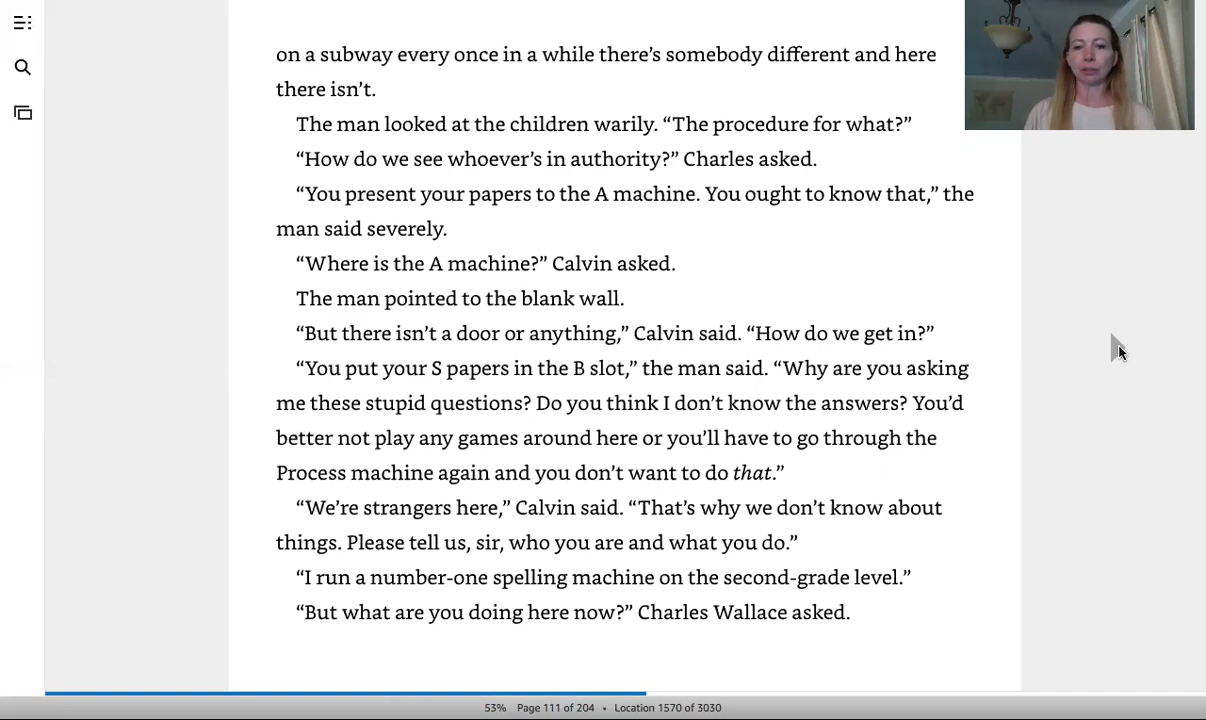 on a subway every once in a while there’s somebody different and here
there isn’t.
The man looked at the children warily. “The procedure for what?”
“How do we see whoever’s in authority?” Charles asked.
“You present your papers to the A machine. You ought to know that,” the
man said severely.
“Where is the A machine?” Calvin asked.
The man pointed to the blank wall.
“But there isn’t a door or anything,” Calvin said. “How do we get in?”
“You put your S papers in the B slot,” the man said. “Why are you asking
me these stupid questions? Do you think I don’t know the answers? You’d
better not play any games around here or you’ll have to go through the
Process machine again and you don’t want to do that.”
“We’re strangers here,” Calvin said. “That’s why we don’t know about
things. Please tell us, sir, who you are and what you do.”
“I run a number-one spelling machine on the second-grade level.”
“But what are you doing here now?” Charles Wallace asked.
53% Page 111 of 204 • Location 1570 of 3030